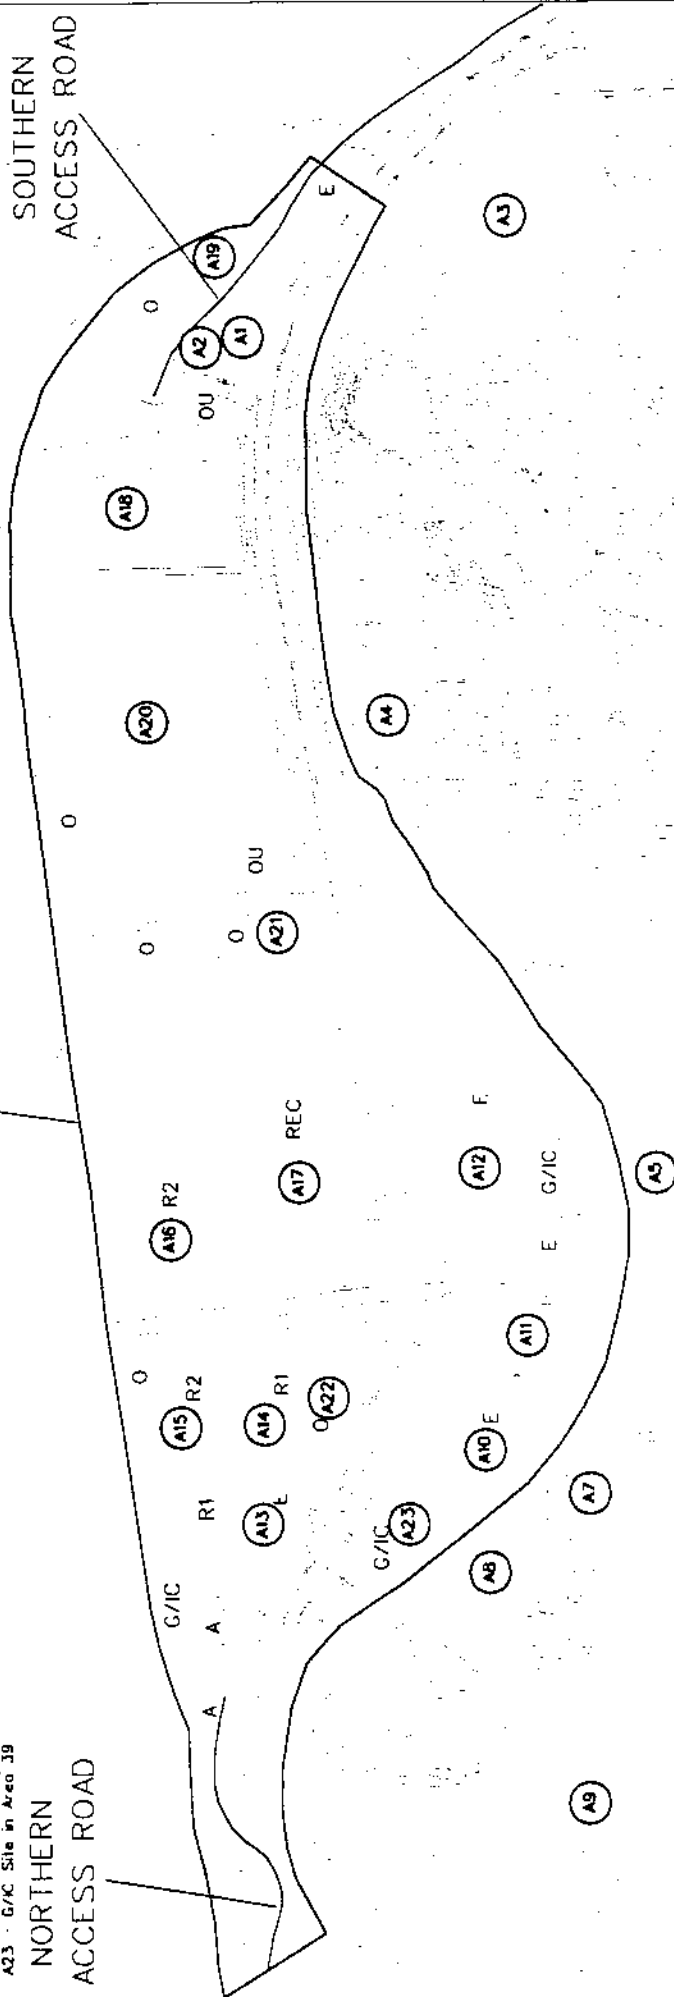 A23 - G/IC Site in Area 39
NORTHERN
ACCESS ROAD
SOUTHERN
ACCESS ROAD
A
A
G/IC
R1
A13
E
A15
R2
A14
R1
O
A22
O
G/IC
A23
A10
E
A8
A7
A9
A11
E
G/IC
A12
E
A5
A16
R2
A17
REC
O
O
A21
OU
O
A20
A4
A18
OU
A2
A1
O
A19
E
A3